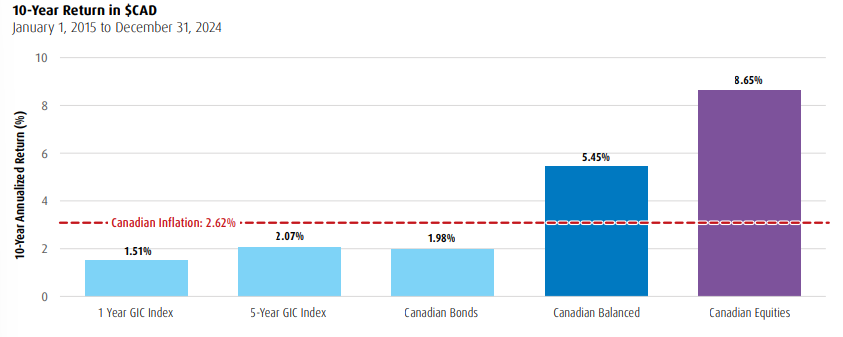 10-Year Return in $CAD
January 1, 2015 to December 31, 2024
10-Year Annualized Return (%)
10
8
6
4
2
0
Canadian Inflation: 2.62%
1.51%
2.07%
1.98%
5.45%
8.65%
1 Year GIC Index
5-Year GIC Index
Canadian Bonds
Canadian Balanced
Canadian Equities